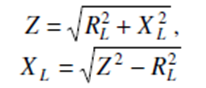 Z = √(R_L^2 + X_L^2) ,
X_L = √(Z^2 − R_L^2)